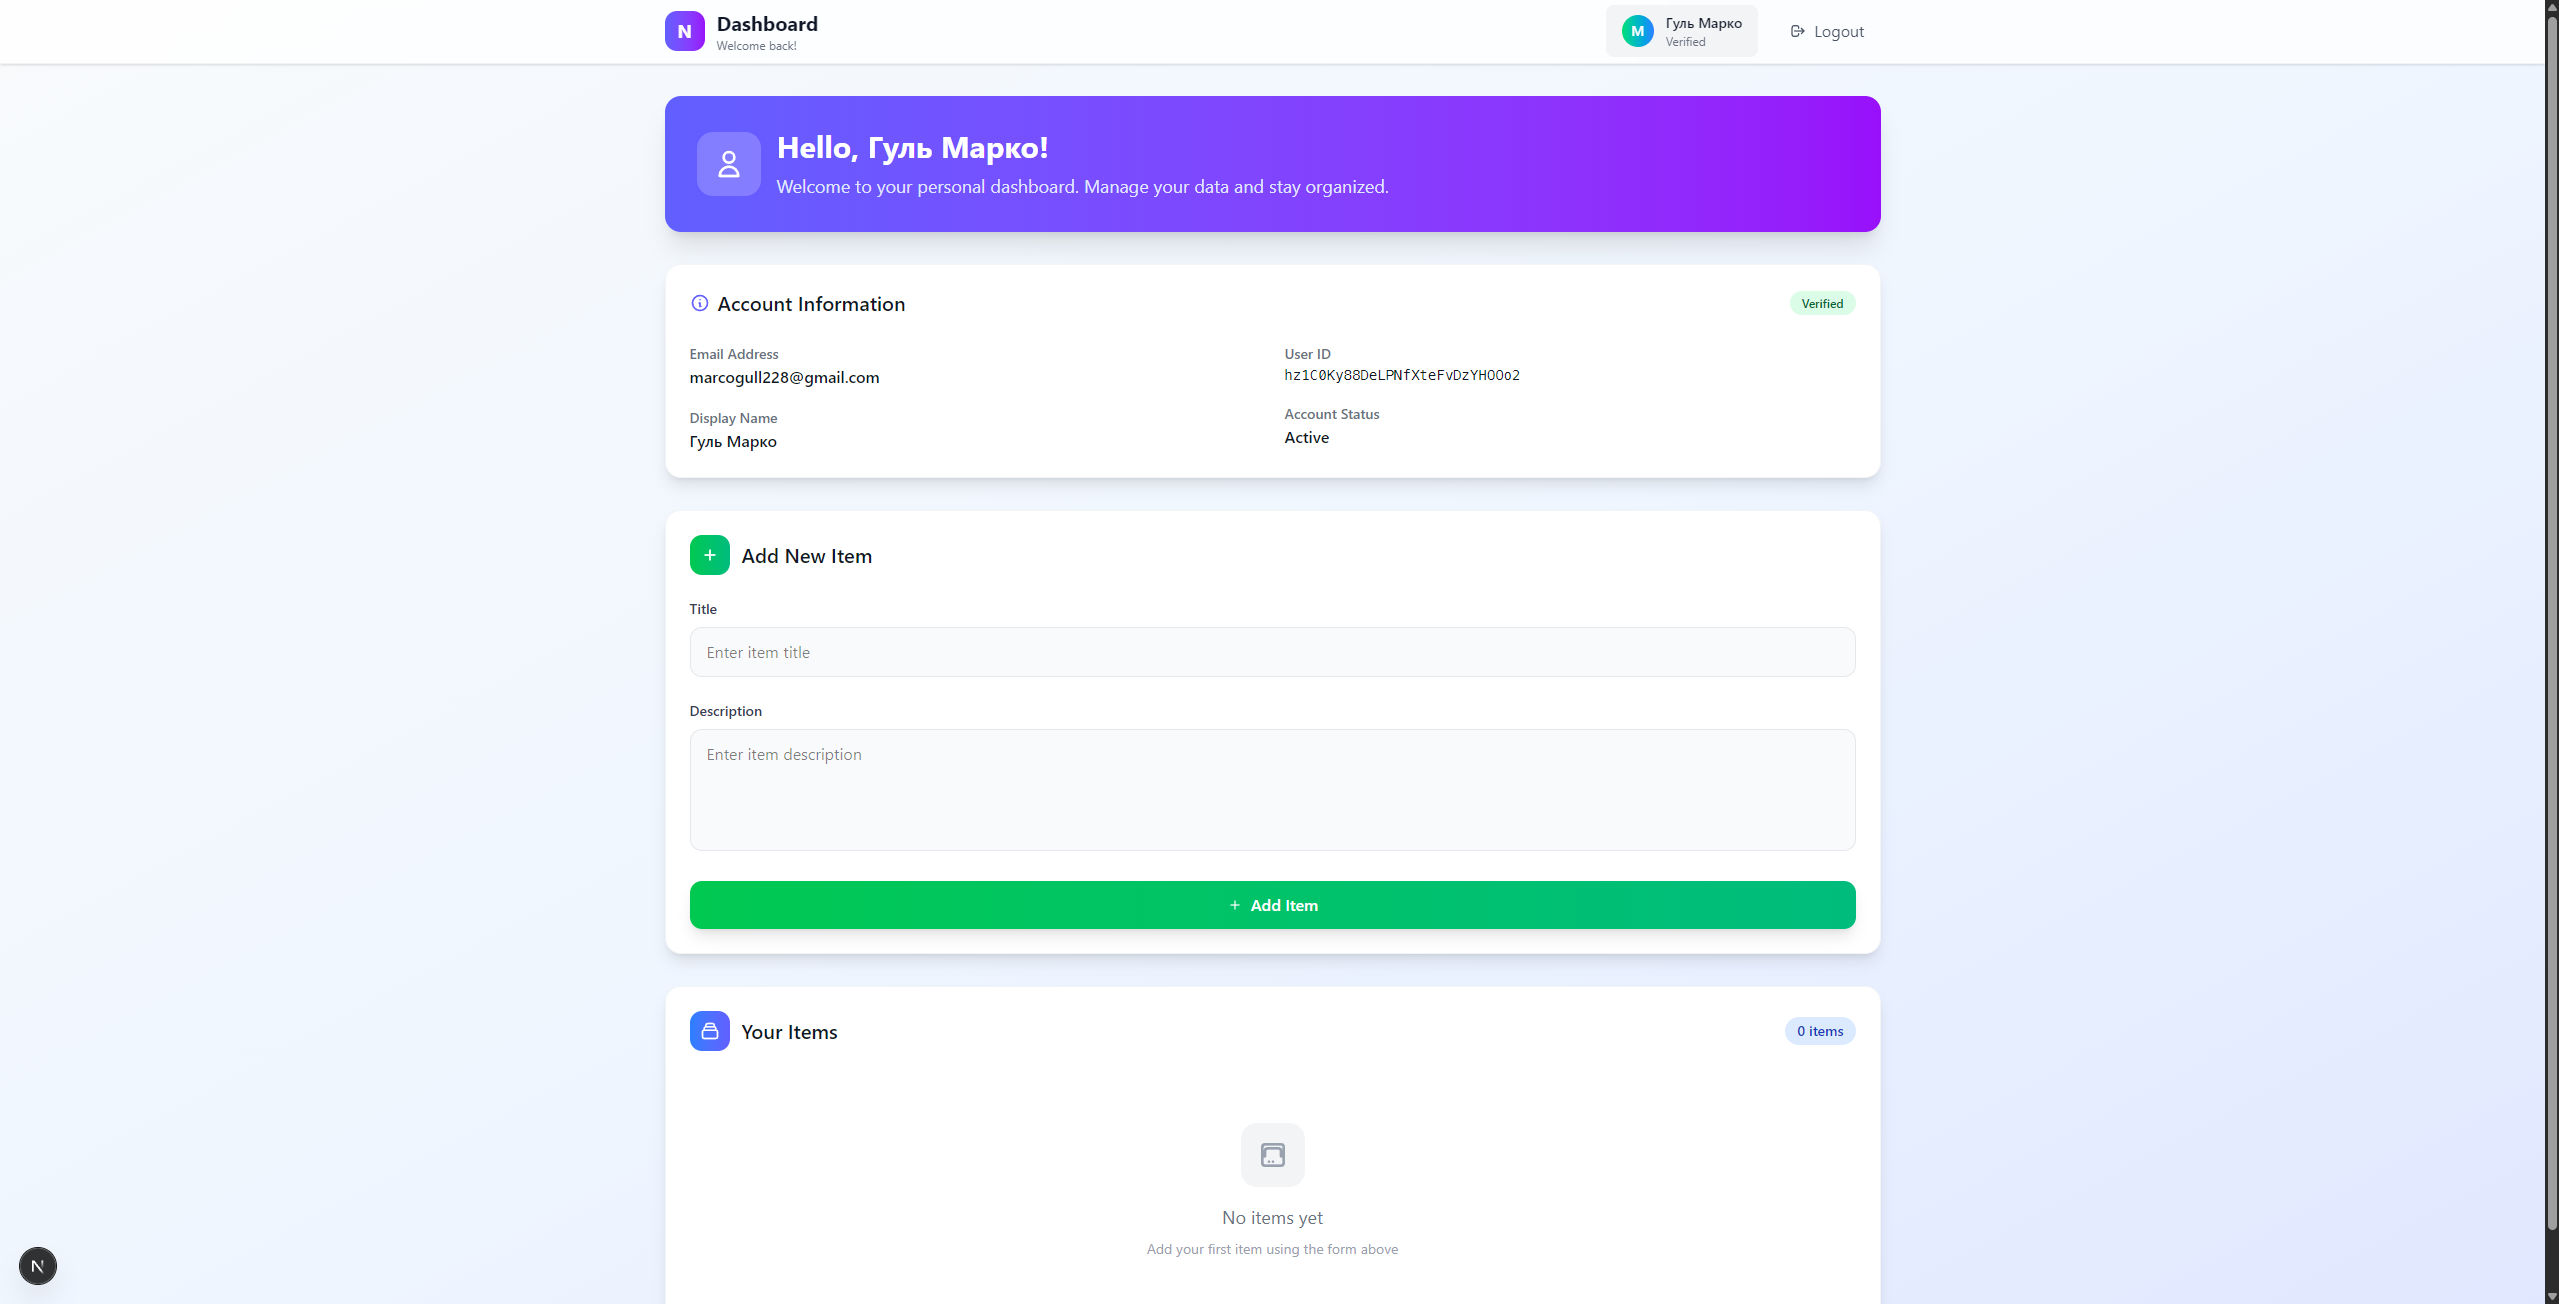 N
Dashboard
Welcome back!
M
Гуль Марко
Verified
Logout
Hello, Гуль Марко!
Welcome to your personal dashboard. Manage your data and stay organized.
Account Information
Verified
Email Address
marcogull228@gmail.com
User ID
hz1C0Ky88DeLPNfXteFvDzYHOOo2
Display Name
Гуль Марко
Account Status
Active
+
Add New Item
Title
Enter item title
Description
Enter item description
+ Add Item
Your Items
0 items
No items yet
Add your first item using the form above
N